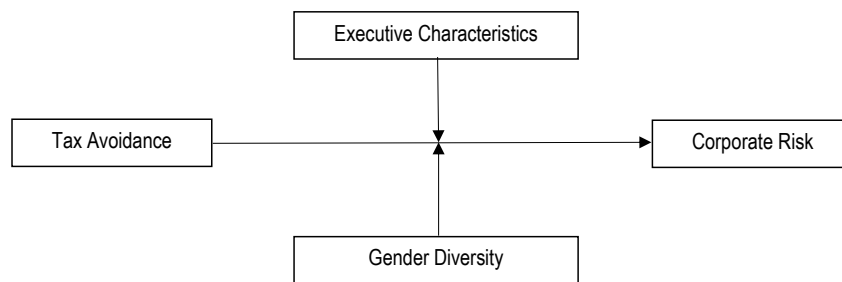 Executive Characteristics
Tax Avoidance
Corporate Risk
Gender Diversity